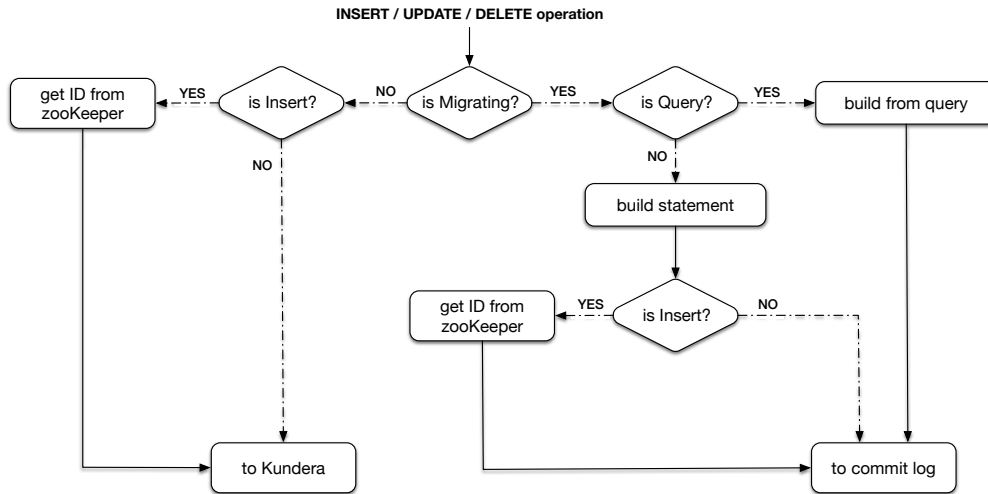 INSERT / UPDATE / DELETE operation
get ID from
zooKeeper
YES
is Insert?
NO
is Migrating?
YES
is Query?
YES
build from query
NO
NO
build statement
get ID from
zooKeeper
YES
is Insert?
NO
to Kundera
to commit log